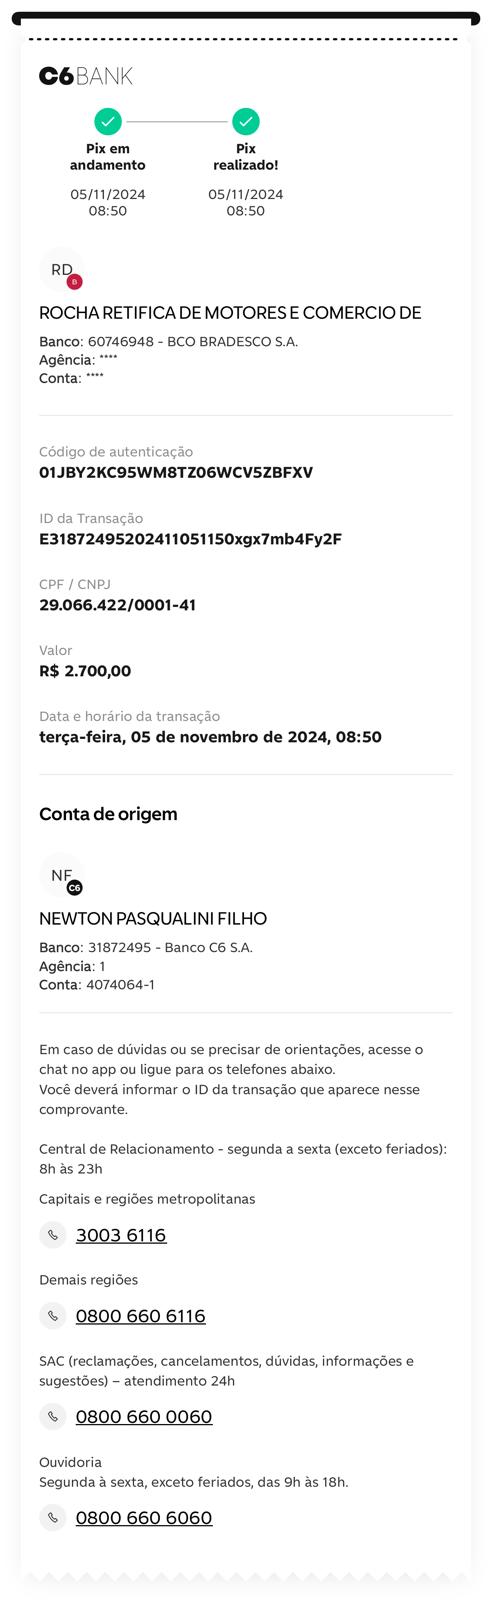 C6BANK
Pix em
andamento
05/11/2024
08:50
Pix
realizado!
05/11/2024
08:50
RD
B
ROCHA RETIFICA DE MOTORES E COMERCIO DE
Banco: 60746948 - BCO BRADESCO S.A.
Agência: ****
Conta: ****
Código de autenticação
01JBY2KC95WM8TZ06WCV5ZBFXV
ID da Transação
E31872495202411051150xgx7mb4Fy2F
CPF / CNPJ
29.066.422/0001-41
Valor
R$ 2.700,00
Data e horário da transação
terça-feira, 05 de novembro de 2024, 08:50
Conta de origem
NF
C6
NEWTON PASQUALINI FILHO
Banco: 31872495 - Banco C6 S.A.
Agência: 1
Conta: 4074064-1
Em caso de dúvidas ou se precisar de orientações, acesse o
chat no app ou ligue para os telefones abaixo.
Você deverá informar o ID da transação que aparece nesse
comprovante.
Central de Relacionamento - segunda a sexta (exceto feriados):
8h às 23h
Capitais e regiões metropolitanas
3003 6116
Demais regiões
0800 660 6116
SAC (reclamações, cancelamentos, dúvidas, informações e
sugestões) – atendimento 24h
0800 660 0060
Ouvidoria
Segunda à sexta, exceto feriados, das 9h às 18h.
0800 660 6060